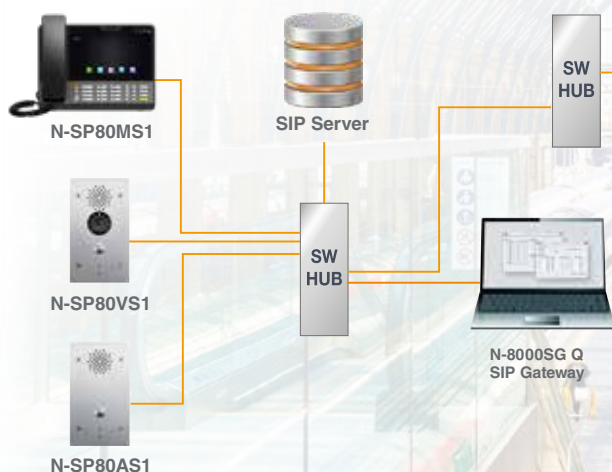 SW
HUB
N-SP80MS1
SIP Server
N-SP80VS1
SW
HUB
N-8000SG Q
SIP Gateway
N-SP80AS1